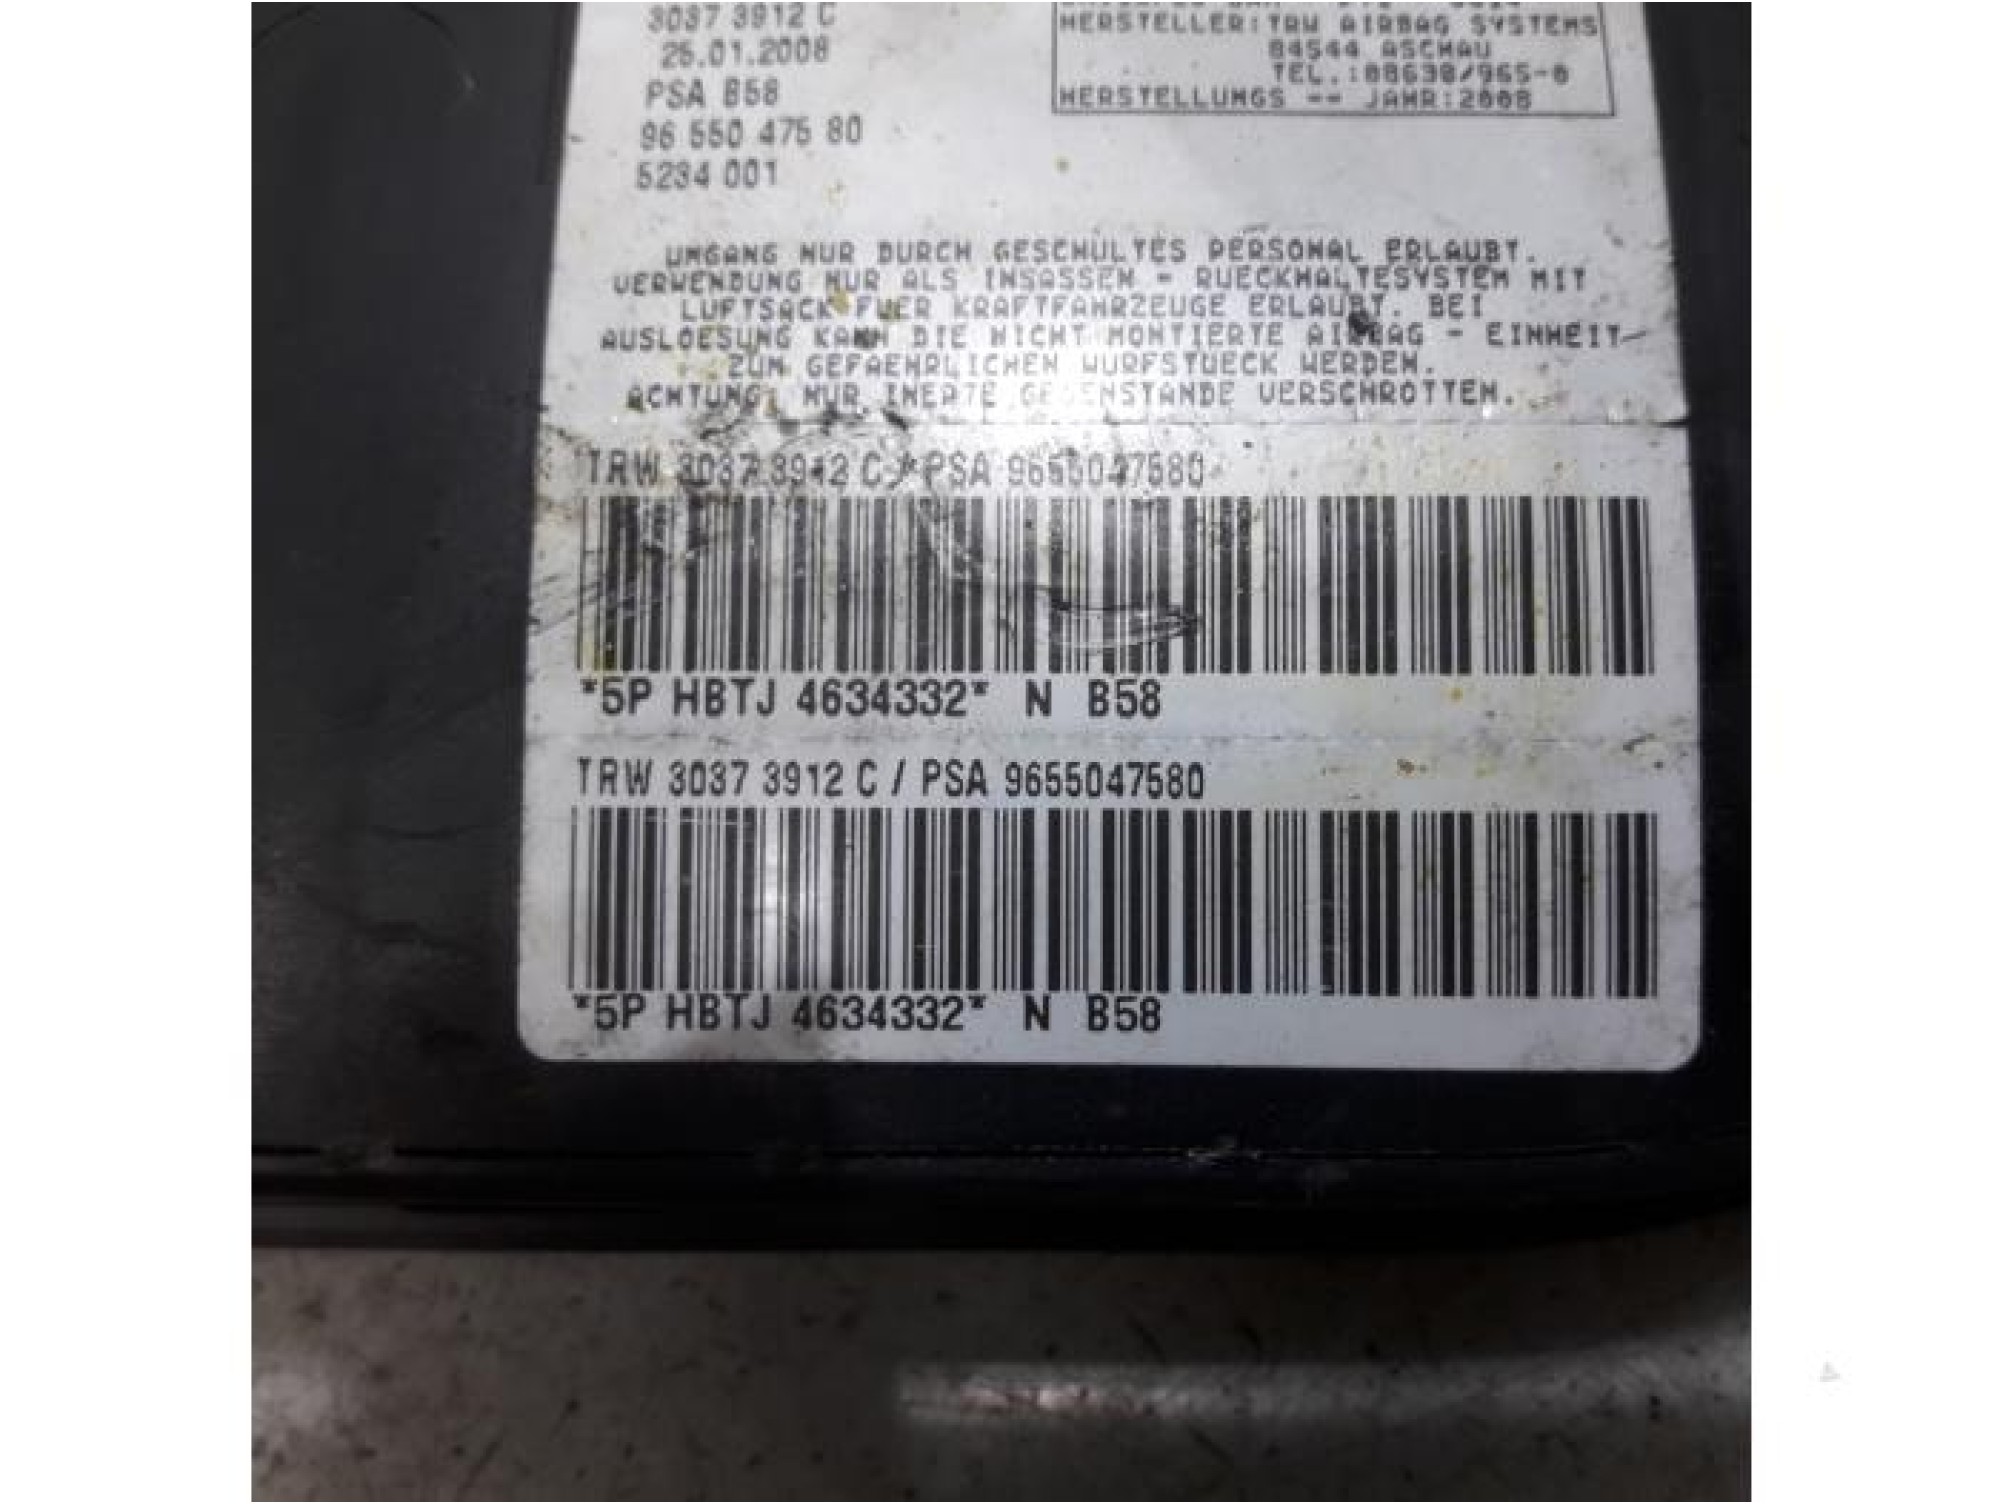 3037 3912 C
25.01.2008
PSA B58
96 550 475 80
5234 001
HERSTELLER: TRW AIRBAG SYSTEMS
84544 ASCHAU
TEL.:08638/965-0
HERSTELLUNGS -- JAHR:2008
UMGANG NUR DURCH GESCHULTES PERSONAL ERLAUBT.
VERWENDUNG NUR ALS INSASSEN - RUECKHALTESYSTEM MIT
LUFTSACK FUER KRAFTFAHRZEUGE ERLAUBT. BEI
AUSLOESUNG KANN DIE NICHT MONTIERTE AIRBAG - EINHEIT
ZUM GEFAEHRLICHEN WURFSTUECK WERDEN.
ACHTUNG: NUR INERTE GEGENSTANDE VERSCHROTTEN.
TRW 3037 3912 C / PSA 9655047580
*5P HBTJ 4634332* N B58
TRW 3037 3912 C / PSA 9655047580
*5P HBTJ 4634332* N B58